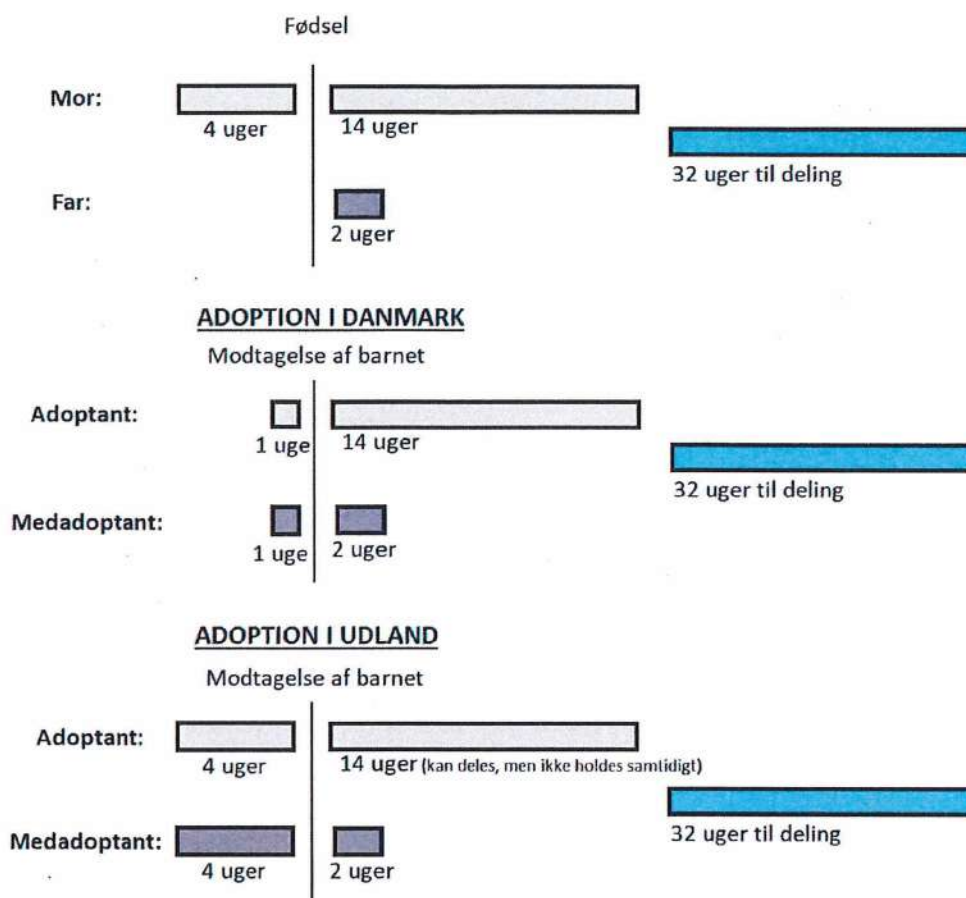 Fødsel
Mor:
4 uger
14 uger
32 uger til deling
Far:
2 uger
ADOPTION I DANMARK
Modtagelse af barnet
Adoptant:
1 uge
14 uger
32 uger til deling
Medadoptant:
1 uge
2 uger
ADOPTION I UDLAND
Modtagelse af barnet
Adoptant:
4 uger
14 uger (kan deles, men ikke holdes samtidigt)
32 uger til deling
Medadoptant:
4 uger
2 uger